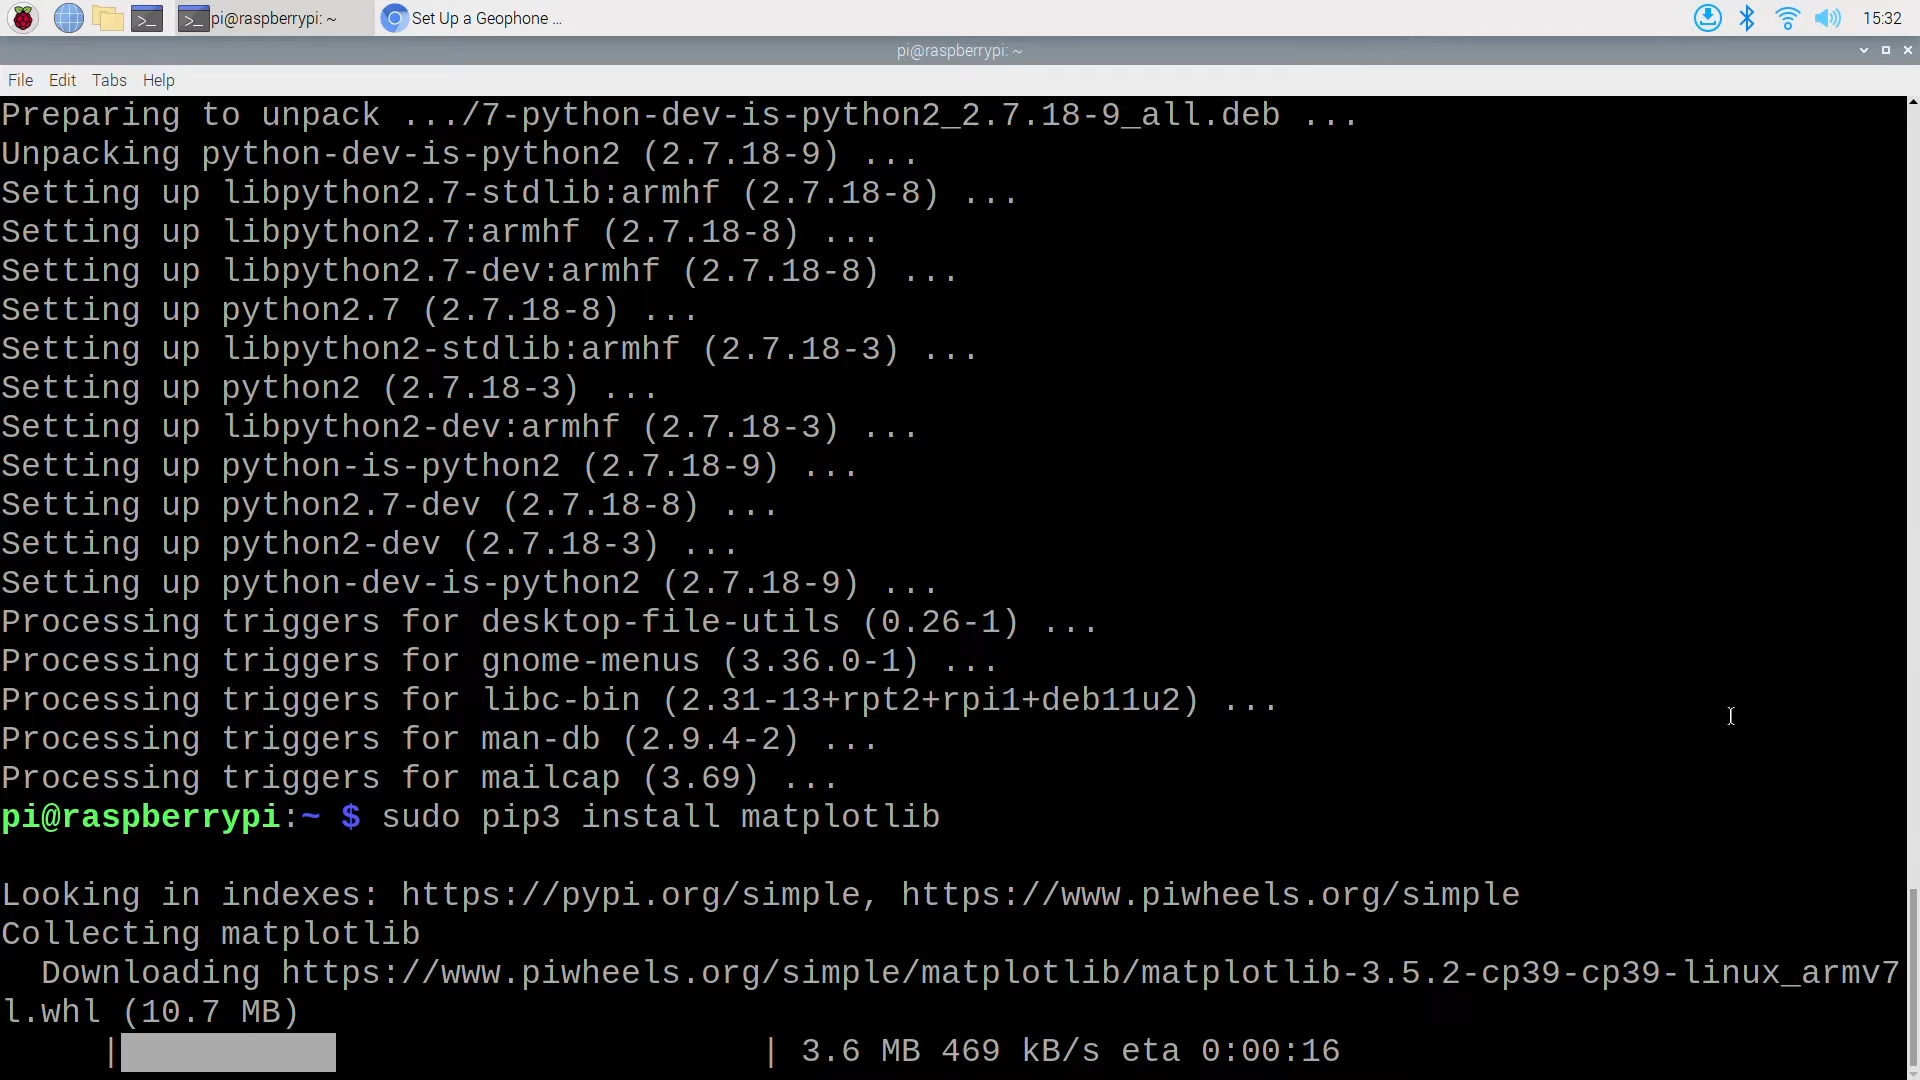 pi@raspberrypi: ~
Set Up a Geophone ...
15:32
pi@raspberrypi: ~
File Edit Tabs Help
Preparing to unpack .../7-python-dev-is-python2_2.7.18-9_all.deb ...
Unpacking python-dev-is-python2 (2.7.18-9) ...
Setting up libpython2.7-stdlib:armhf (2.7.18-8) ...
Setting up libpython2.7:armhf (2.7.18-8) ...
Setting up libpython2.7-dev:armhf (2.7.18-8) ...
Setting up python2.7 (2.7.18-8) ...
Setting up libpython2-stdlib:armhf (2.7.18-3) ...
Setting up python2 (2.7.18-3) ...
Setting up libpython2-dev:armhf (2.7.18-3) ...
Setting up python-is-python2 (2.7.18-9) ...
Setting up python2.7-dev (2.7.18-8) ...
Setting up python2-dev (2.7.18-3) ...
Setting up python-dev-is-python2 (2.7.18-9) ...
Processing triggers for desktop-file-utils (0.26-1) ...
Processing triggers for gnome-menus (3.36.0-1) ...
Processing triggers for libc-bin (2.31-13+rpt2+rpi1+deb11u2) ...
Processing triggers for man-db (2.9.4-2) ...
Processing triggers for mailcap (3.69) ...
pi@raspberrypi:~ $ sudo pip3 install matplotlib
Looking in indexes: https://pypi.org/simple, https://www.piwheels.org/simple
Collecting matplotlib
  Downloading https://www.piwheels.org/simple/matplotlib/matplotlib-3.5.2-cp39-cp39-linux_armv7
l.whl (10.7 MB)
| | 3.6 MB 469 kB/s eta 0:00:16